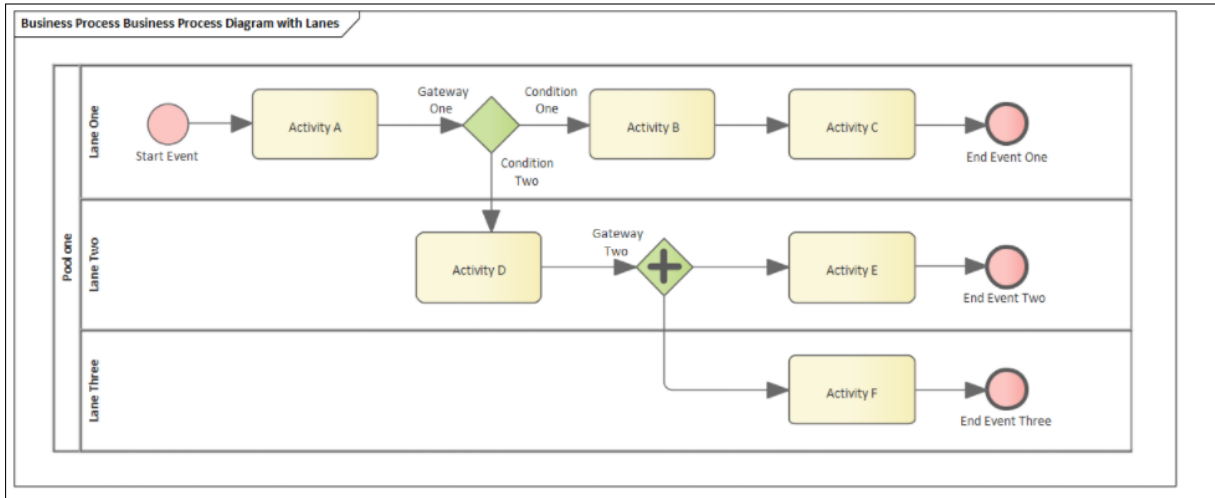 Business Process Business Process Diagram with Lanes
Pool one
Lane One
Start Event
Activity A
Gateway
One
Condition
One
Condition
Two
Activity B
Activity C
End Event One
Lane Two
Activity D
Gateway
Two
Activity E
End Event Two
Lane Three
Activity F
End Event Three